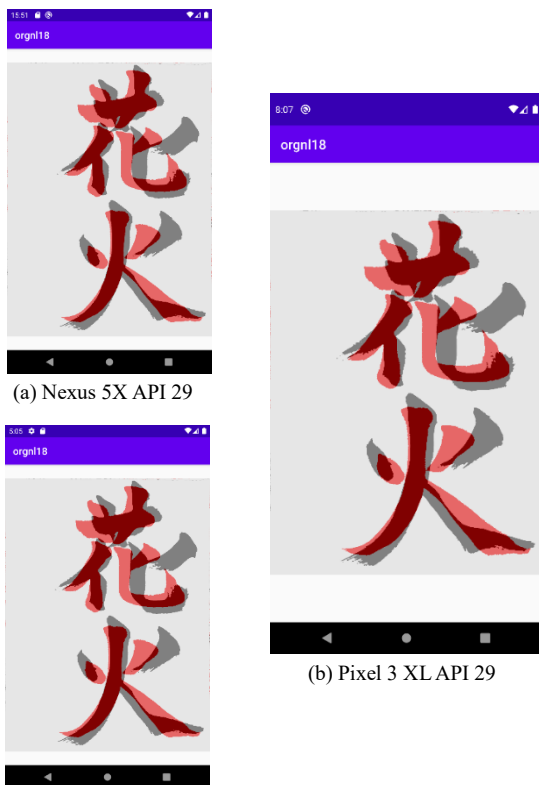 15:51
orgnl18
花
火
(a) Nexus 5X API 29
8:07
orgnl18
花
火
(b) Pixel 3 XL API 29
5:05
orgnl18
花
火